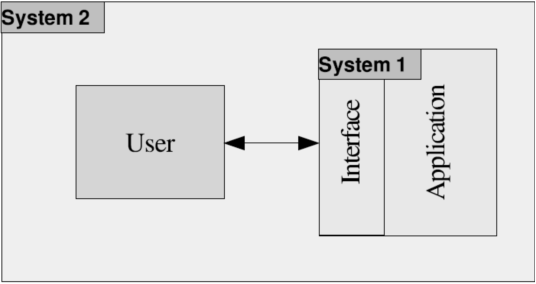 System 2
System 1
User
Interface
Application